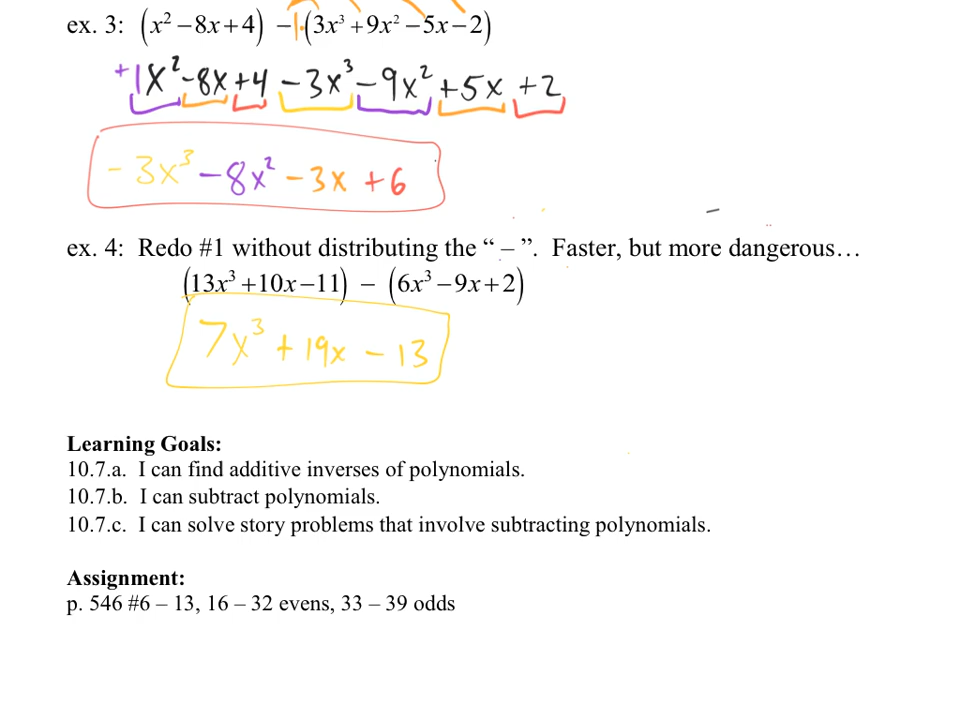 ex. 3: (x² – 8x + 4) –1·(3x³ + 9x² – 5x – 2)
+1x² – 8x + 4 – 3x³ – 9x² + 5x + 2
– 3x³ – 8x² – 3x + 6
ex. 4: Redo #1 without distributing the “ – ”. Faster, but more dangerous…
(13x³ + 10x – 11) – (6x³ – 9x + 2)
7x³ + 19x – 13
Learning Goals:
10.7.a. I can find additive inverses of polynomials.
10.7.b. I can subtract polynomials.
10.7.c. I can solve story problems that involve subtracting polynomials.
Assignment:
p. 546 #6 – 13, 16 – 32 evens, 33 – 39 odds